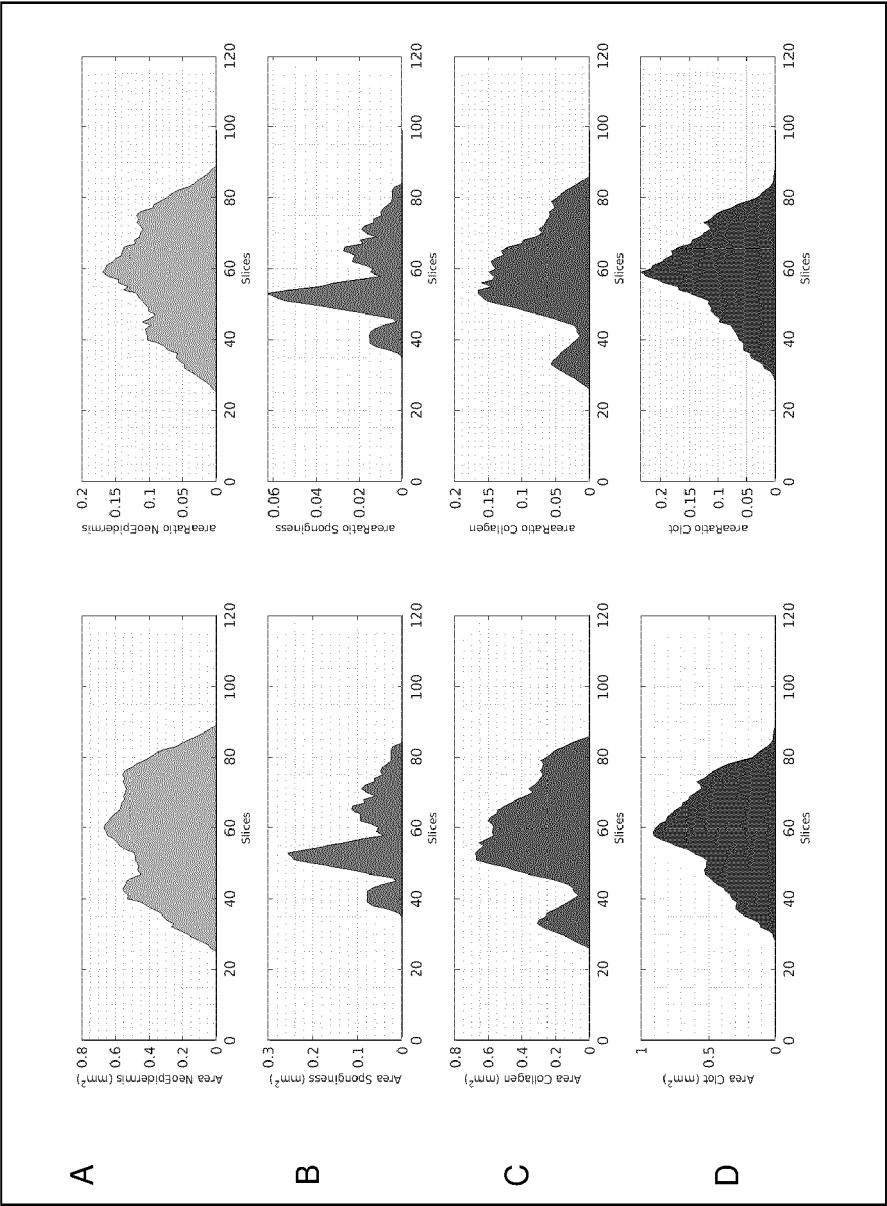 A
Area NeoEpidermis (mm²)
0.8
0.6
0.4
0.2
0
0 20 40 60 80 100 120
Slices
areaRatio NeoEpidermis
0.2
0.15
0.1
0.05
0
0 20 40 60 80 100 120
Slices
B
Area Sponginess (mm²)
0.3
0.2
0.1
0
0 20 40 60 80 100 120
Slices
areaRatio Sponginess
0.06
0.04
0.02
0
0 20 40 60 80 100 120
Slices
C
Area Collagen (mm²)
0.8
0.6
0.4
0.2
0
0 20 40 60 80 100 120
Slices
areaRatio Collagen
0.2
0.15
0.1
0.05
0
0 20 40 60 80 100 120
Slices
D
Area Clot (mm²)
1
0.5
0
0 20 40 60 80 100 120
Slices
areaRatio Clot
0.2
0.15
0.1
0.05
0
0 20 40 60 80 100 120
Slices